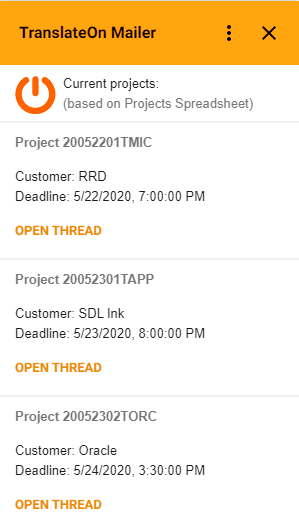 TranslateOn Mailer
Current projects:
(based on Projects Spreadsheet)
Project 20052201TMIC
Customer: RRD
Deadline: 5/22/2020, 7:00:00 PM
OPEN THREAD
Project 20052301TAPP
Customer: SDL Ink
Deadline: 5/23/2020, 8:00:00 PM
OPEN THREAD
Project 20052302TORC
Customer: Oracle
Deadline: 5/24/2020, 3:30:00 PM
OPEN THREAD